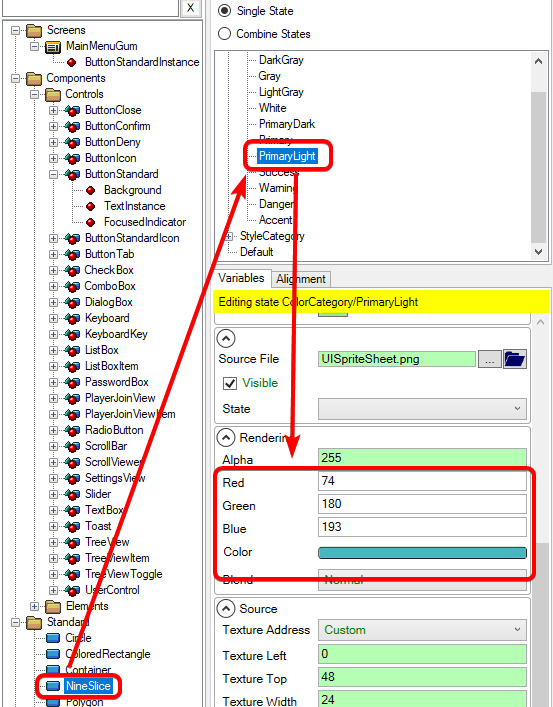 X
Screens
MainMenuGum
ButtonStandardInstance
Components
Controls
ButtonClose
ButtonConfirm
ButtonDeny
ButtonIcon
ButtonStandard
Background
TextInstance
FocusedIndicator
ButtonStandardIcon
ButtonTab
CheckBox
ComboBox
DialogBox
Keyboard
KeyboardKey
ListBox
ListBoxItem
PasswordBox
PlayerJoinView
PlayerJoinViewItem
RadioButton
ScrollBar
ScrollViewer
SettingsView
Slider
TextBox
Toast
TreeView
TreeViewItem
TreeViewToggle
UserControl
Elements
Standard
Circle
ColoredRectangle
Container
NineSlice
Polygon
Single State
Combine States
DarkGray
Gray
LightGray
White
PrimaryDark
Primary
PrimaryLight
Success
Warning
Danger
Accent
StyleCategory
Default
Variables Alignment
Editing state ColorCategory/PrimaryLight
Source File UISpriteSheet.png ...
Visible
State
Rendering
Alpha 255
Red 74
Green 180
Blue 193
Color
Blend Normal
Source
Texture Address Custom
Texture Left 0
Texture Top 48
Texture Width 24